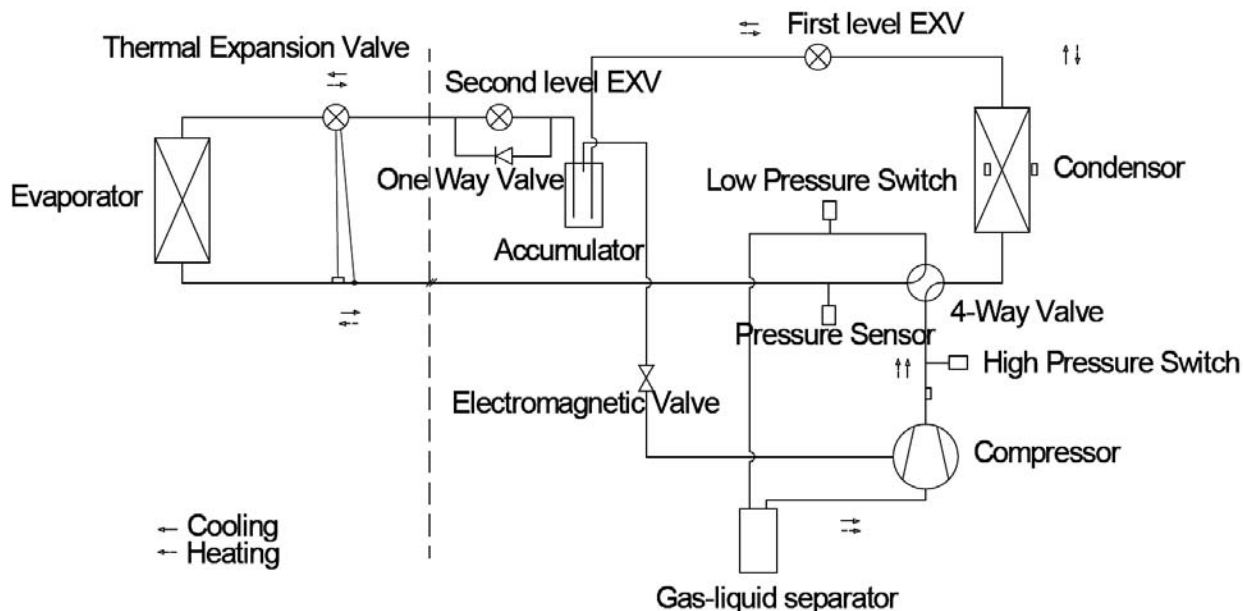 First level EXV
Thermal Expansion Valve
Second level EXV
One Way Valve
Low Pressure Switch
Condensor
Evaporator
Accumulator
4-Way Valve
Pressure Sensor
High Pressure Switch
Electromagnetic Valve
Compressor
Cooling
Heating
Gas-liquid separator